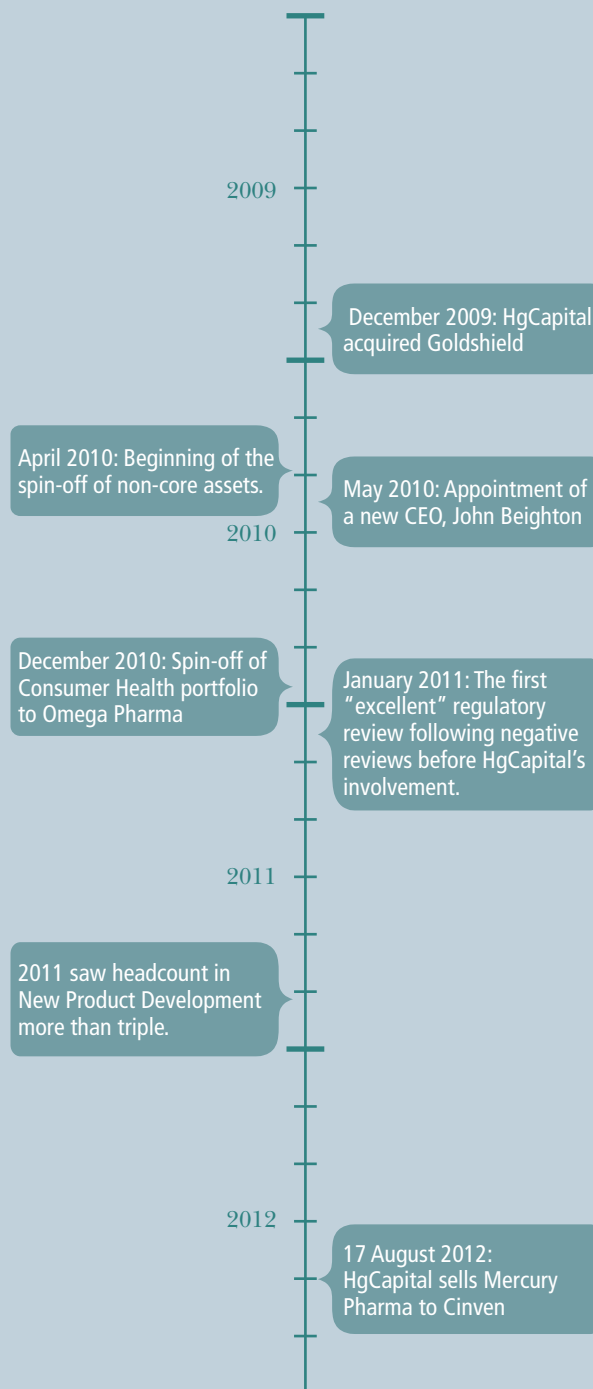 2009
December 2009: HgCapital
acquired Goldshield
April 2010: Beginning of the
spin-off of non-core assets.
May 2010: Appointment of
a new CEO, John Beighton
2010
December 2010: Spin-off of
Consumer Health portfolio
to Omega Pharma
January 2011: The first
"excellent" regulatory
review following negative
reviews before HgCapital's
involvement.
2011
2011 saw headcount in
New Product Development
more than triple.
2012
17 August 2012:
HgCapital sells Mercury
Pharma to Cinven